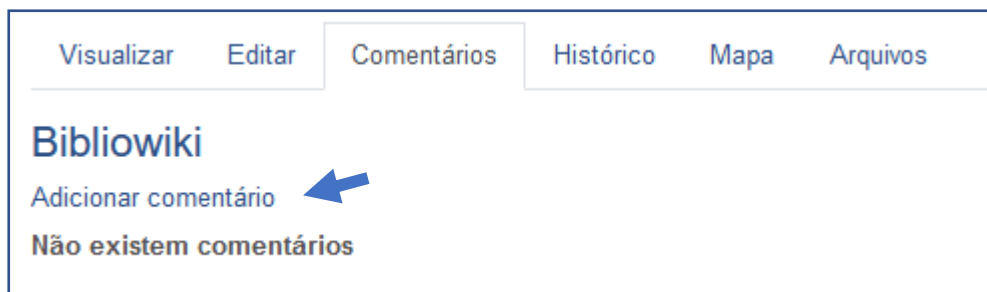 Visualizar Editar Comentários Histórico Mapa Arquivos
Bibliowiki
Adicionar comentário
Não existem comentários